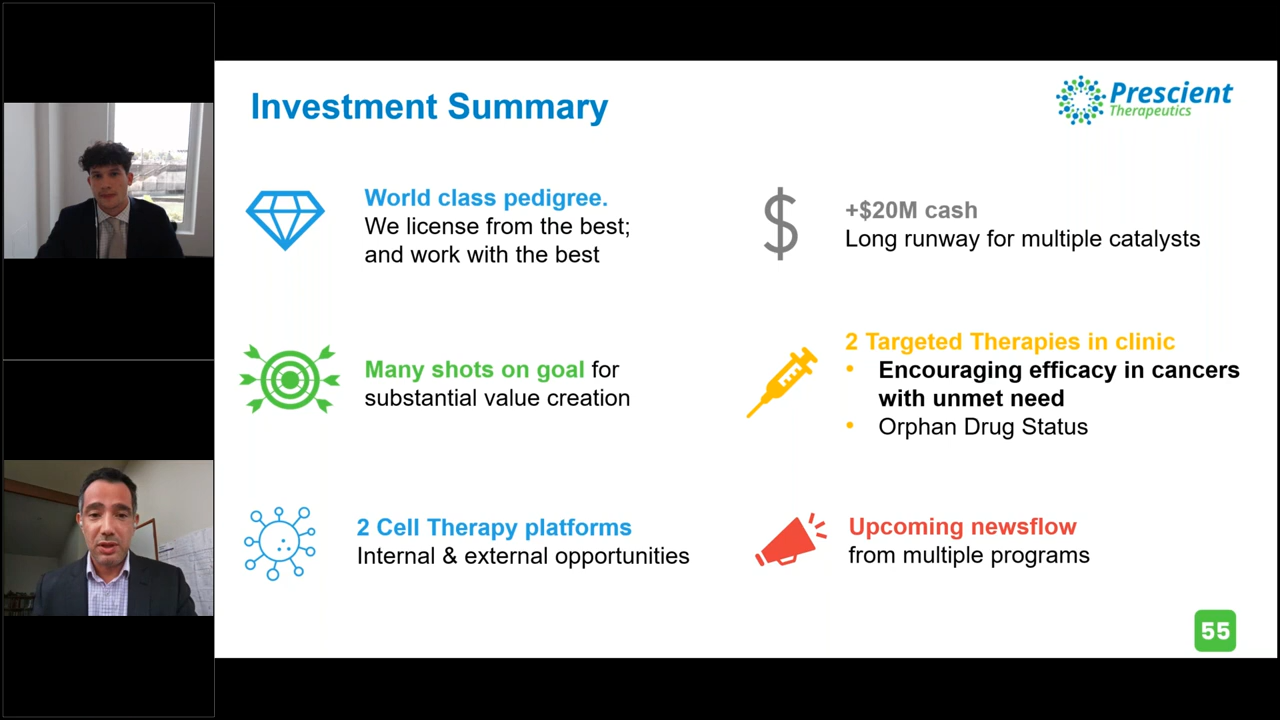 Investment Summary
Prescient
Therapeutics
World class pedigree.
We license from the best;
and work with the best
+$20M cash
Long runway for multiple catalysts
Many shots on goal for
substantial value creation
2 Targeted Therapies in clinic
• Encouraging efficacy in cancers
with unmet need
• Orphan Drug Status
2 Cell Therapy platforms
Internal & external opportunities
Upcoming newsflow
from multiple programs
55